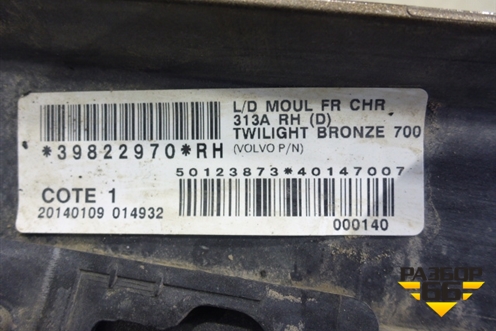 L/D MOUL FR CHR
313A RH (D)
TWILIGHT BRONZE 700
*39822970*RH
(VOLVO P/N)
50123873*40147007
COTE 1
20140109 014932
000140
РАЗБОР
66